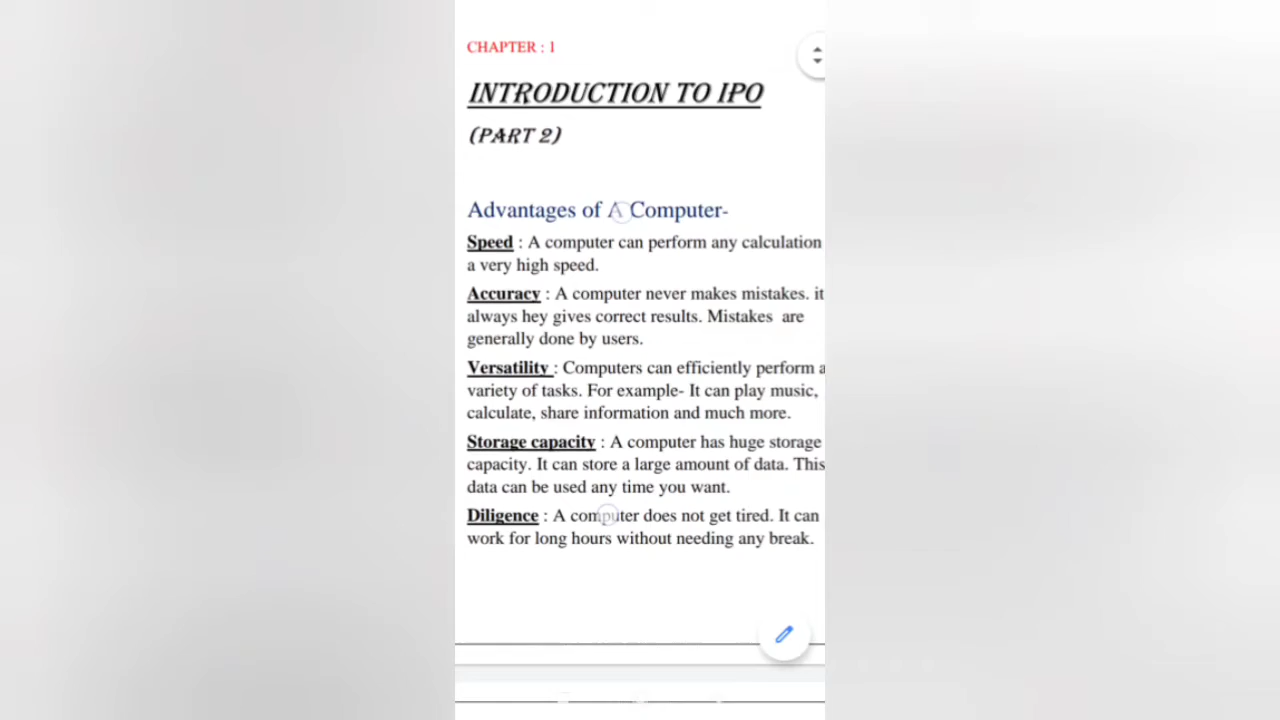 CHAPTER : 1
INTRODUCTION TO IPO
(PART 2)
Advantages of A Computer-
Speed : A computer can perform any calculation
a very high speed.
Accuracy : A computer never makes mistakes. it
always hey gives correct results. Mistakes are
generally done by users.
Versatility : Computers can efficiently perform a
variety of tasks. For example- It can play music,
calculate, share information and much more.
Storage capacity : A computer has huge storage
capacity. It can store a large amount of data. This
data can be used any time you want.
Diligence : A computer does not get tired. It can
work for long hours without needing any break.